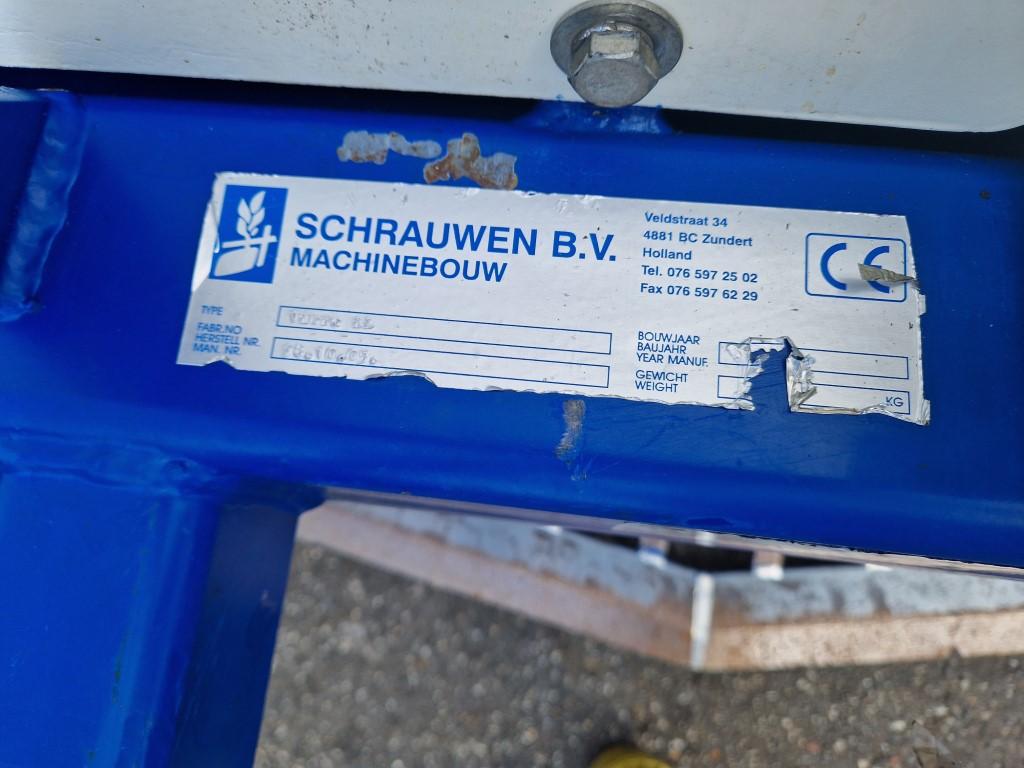 SCHRAUWEN B.V.
MACHINEBOUW
Veldstraat 34
4881 BC Zundert
Holland
Tel. 076 597 25 02
Fax 076 597 62 29
CE
TYPE
FABR.NO
HERSTELL NR.
MAN. NR.
BOUWJAAR
BAUJAHR
YEAR MANUF.
GEWICHT
WEIGHT
KG